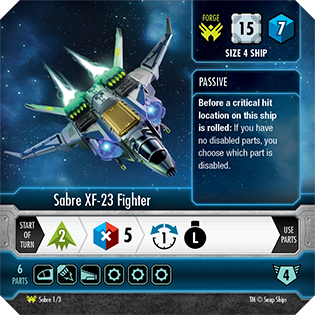 FORGE
15
7
SIZE 4 SHIP
PASSIVE
Before a critical hit
location on this ship
is rolled: If you have
no disabled parts, you
choose which part is
disabled.
Sabre XF-23 Fighter
START
OF
TURN
2
5
1
L
USE
PARTS
6
PARTS
4
Sabre 1/3
TM © Snap Ships